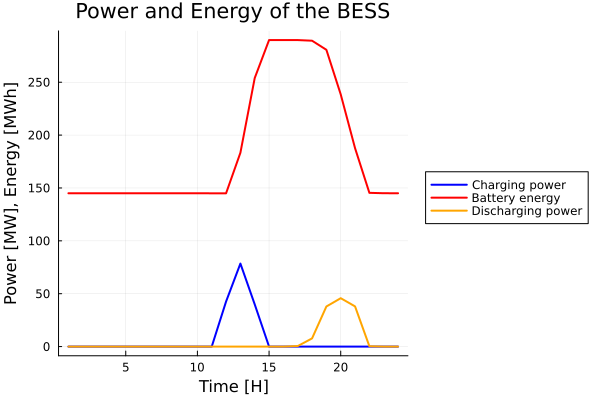 Power and Energy of the BESS
Power [MW], Energy [MWh]
250
200
150
100
50
0
5
10
15
20
Time [H]
Charging power
Battery energy
Discharging power